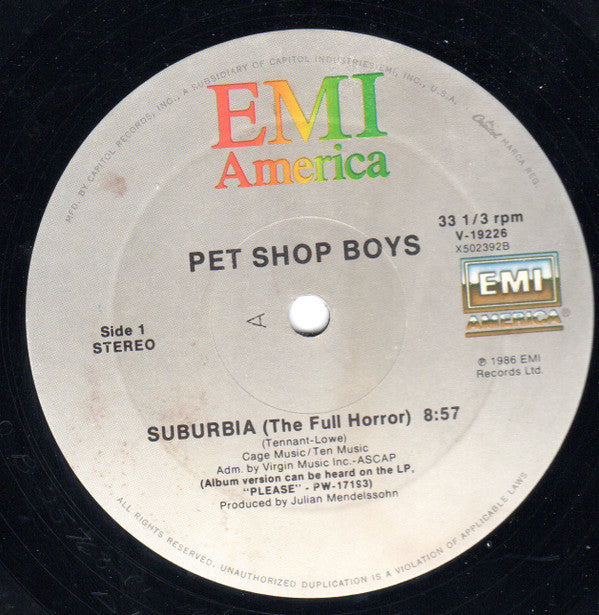 MFD. BY CAPITOL RECORDS, INC., A SUBSIDIARY OF CAPITOL INDUSTRIES-EMI, INC., U.S.A.
Capitol MARCA REG.
EMI
America
33 1/3 rpm
V-19226
X502392B
PET SHOP BOYS
EMI
AMERICA®
Side 1
STEREO
A
℗ 1986 EMI
Records Ltd.
SUBURBIA (The Full Horror) 8:57
(Tennant-Lowe)
Cage Music/Ten Music
Adm. by Virgin Music Inc.-ASCAP
(Album version can be heard on the LP,
"PLEASE" - PW-17193)
Produced by Julian Mendelssohn
ALL RIGHTS RESERVED. UNAUTHORIZED DUPLICATION IS A VIOLATION OF APPLICABLE LAWS